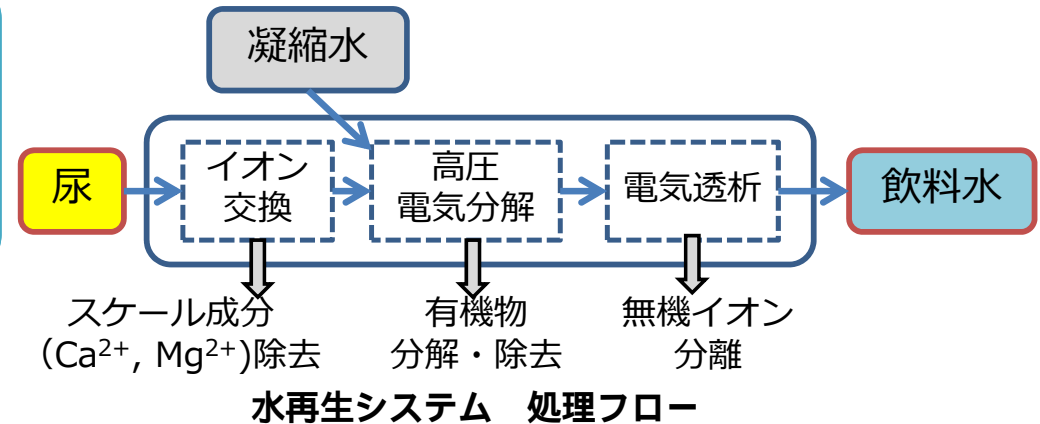 凝縮水
尿
イオン
交換
高圧
電気分解
電気透析
飲料水
スケール成分
（Ca2+, Mg2+)除去
有機物
分解・除去
無機イオン
分離
水再生システム　処理フロー